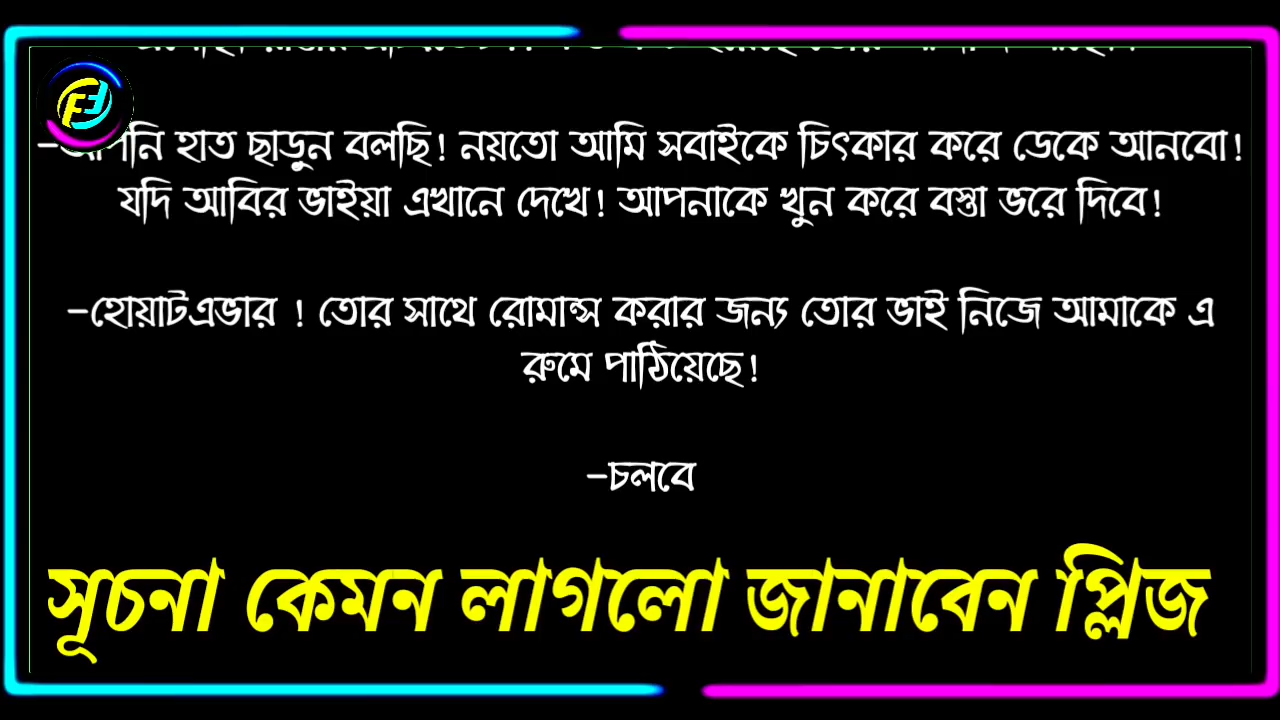 হাত ছাড়ুন বলছি! নয়তো আমি সবাইকে চিৎকার করে ডেকে আনবো!
যদি আবির ভাইয়া এখানে দেখে! আপনাকে খুন করে বস্তা ভরে দিবে!
-হোয়াটএভার ! তোর সাথে রোমান্স করার জন্য তোর ভাই নিজে আমাকে এ
রুমে পাঠিয়েছে!
-চলবে
সূচনা কেমন লাগলো জানাবেন প্লিজ